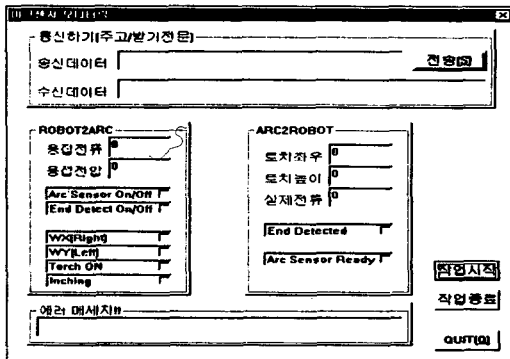 통신하기[주고/받기전문]
송신데이터
전송[S]
수신데이터
ROBOT2ARC
용접전류 0
용섭전압 0
Arc Sensor On/Off
End Detect On/Off
WX[Right]
WY[Left]
Torch ON
Inching
ARC2ROBOT
토치좌우 0
토치높이 0
실제전류 0
End Detected
Arc Sensor Ready
작업시작
작업종료
QUIT[Q]
에러 메세지!!